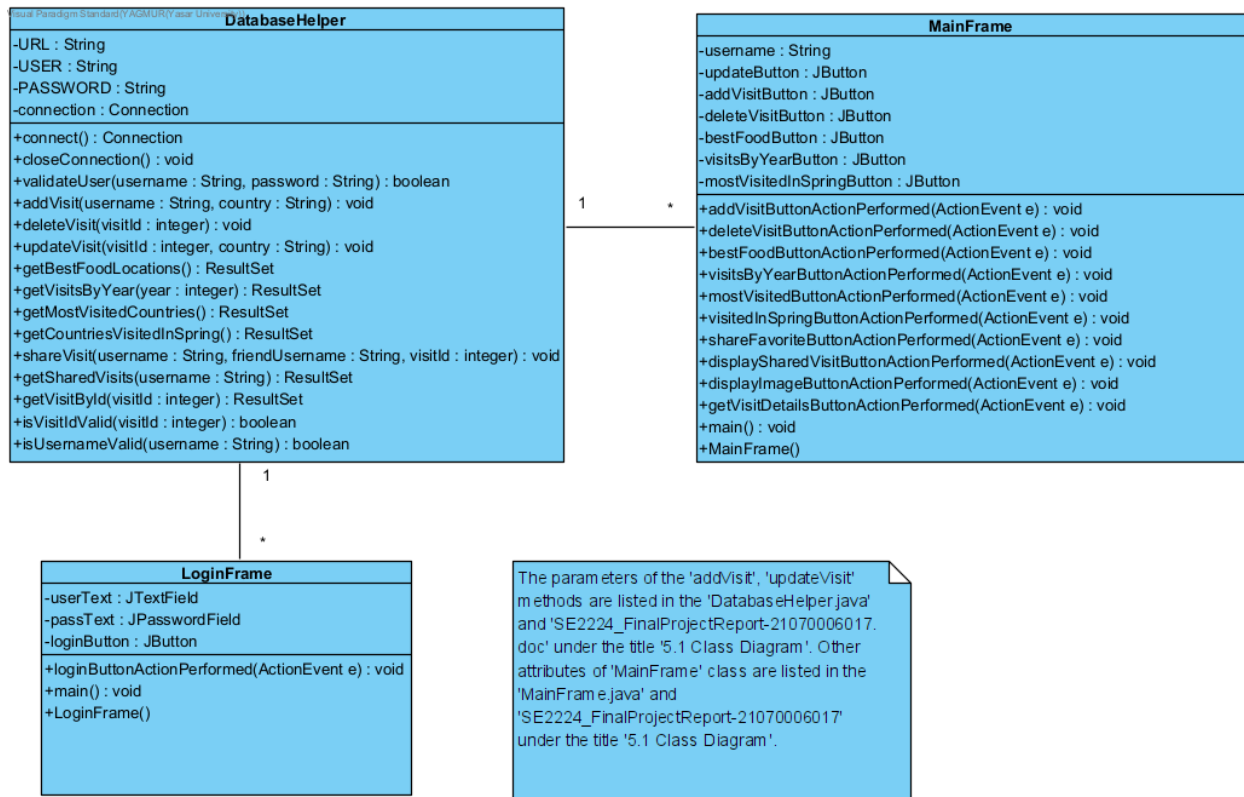 Visual Paradigm Standard(YAGMUR(Yasar University))
DatabaseHelper
-URL : String
-USER : String
-PASSWORD : String
-connection : Connection
+connect() : Connection
+closeConnection() : void
+validateUser(username : String, password : String) : boolean
+addVisit(username : String, country : String) : void
+deleteVisit(visitId : integer) : void
+updateVisit(visitId : integer, country : String) : void
+getBestFoodLocations() : ResultSet
+getVisitsByYear(year : integer) : ResultSet
+getMostVisitedCountries() : ResultSet
+getCountriesVisitedInSpring() : ResultSet
+shareVisit(username : String, friendUsername : String, visitId : integer) : void
+getSharedVisits(username : String) : ResultSet
+getVisitById(visitId : integer) : ResultSet
+isVisitIdValid(visitId : integer) : boolean
+isUsernameValid(username : String) : boolean
1
*
MainFrame
-username : String
-updateButton : JButton
-addVisitButton : JButton
-deleteVisitButton : JButton
-bestFoodButton : JButton
-visitsByYearButton : JButton
-mostVisitedInSpringButton : JButton
+addVisitButtonActionPerformed(ActionEvent e) : void
+deleteVisitButtonActionPerformed(ActionEvent e) : void
+bestFoodButtonActionPerformed(ActionEvent e) : void
+visitsByYearButtonActionPerformed(ActionEvent e) : void
+mostVisitedButtonActionPerformed(ActionEvent e) : void
+visitedInSpringButtonActionPerformed(ActionEvent e) : void
+shareFavoriteButtonActionPerformed(ActionEvent e) : void
+displaySharedVisitButtonActionPerformed(ActionEvent e) : void
+displayImageButtonActionPerformed(ActionEvent e) : void
+getVisitDetailsButtonActionPerformed(ActionEvent e) : void
+main() : void
+MainFrame()
1
*
LoginFrame
-userText : JTextField
-passText : JPasswordField
-loginButton : JButton
+loginButtonActionPerformed(ActionEvent e) : void
+main() : void
+LoginFrame()
The parameters of the 'addVisit', 'updateVisit'
methods are listed in the 'DatabaseHelper.java'
and 'SE2224_FinalProjectReport-21070006017.
doc' under the title '5.1 Class Diagram'. Other
attributes of 'MainFrame' class are listed in the
'MainFrame.java' and
'SE2224_FinalProjectReport-21070006017'
under the title '5.1 Class Diagram'.